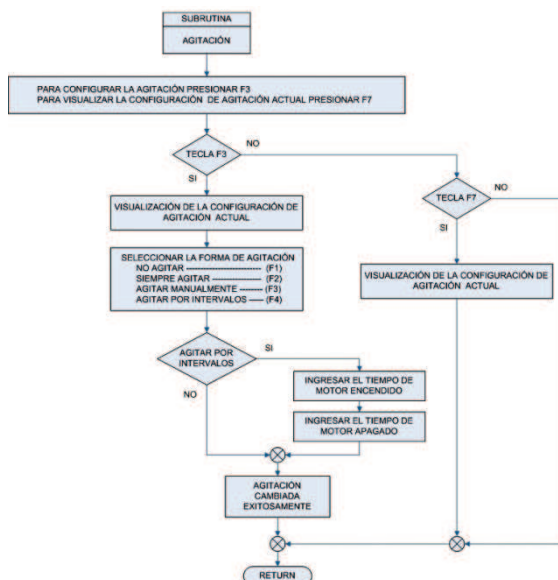 SUBRUTINA
AGITACIÓN
PARA CONFIGURAR LA AGITACIÓN PRESIONAR F3
PARA VISUALIZAR LA CONFIGURACIÓN DE AGITACIÓN ACTUAL PRESIONAR F7
TECLA F3
NO
SI
TECLA F7
NO
SI
VISUALIZACIÓN DE LA CONFIGURACIÓN DE
AGITACIÓN ACTUAL
SELECCIONAR LA FORMA DE AGITACIÓN
NO AGITAR -------------------------- (F1)
SIEMPRE AGITAR ----------------- (F2)
AGITAR MANUALMENTE -------- (F3)
AGITAR POR INTERVALOS ----- (F4)
VISUALIZACIÓN DE LA CONFIGURACIÓN DE
AGITACIÓN ACTUAL
AGITAR POR
INTERVALOS
SI
NO
INGRESAR EL TIEMPO DE
MOTOR ENCENDIDO
INGRESAR EL TIEMPO DE
MOTOR APAGADO
AGITACIÓN
CAMBIADA
EXITOSAMENTE
RETURN